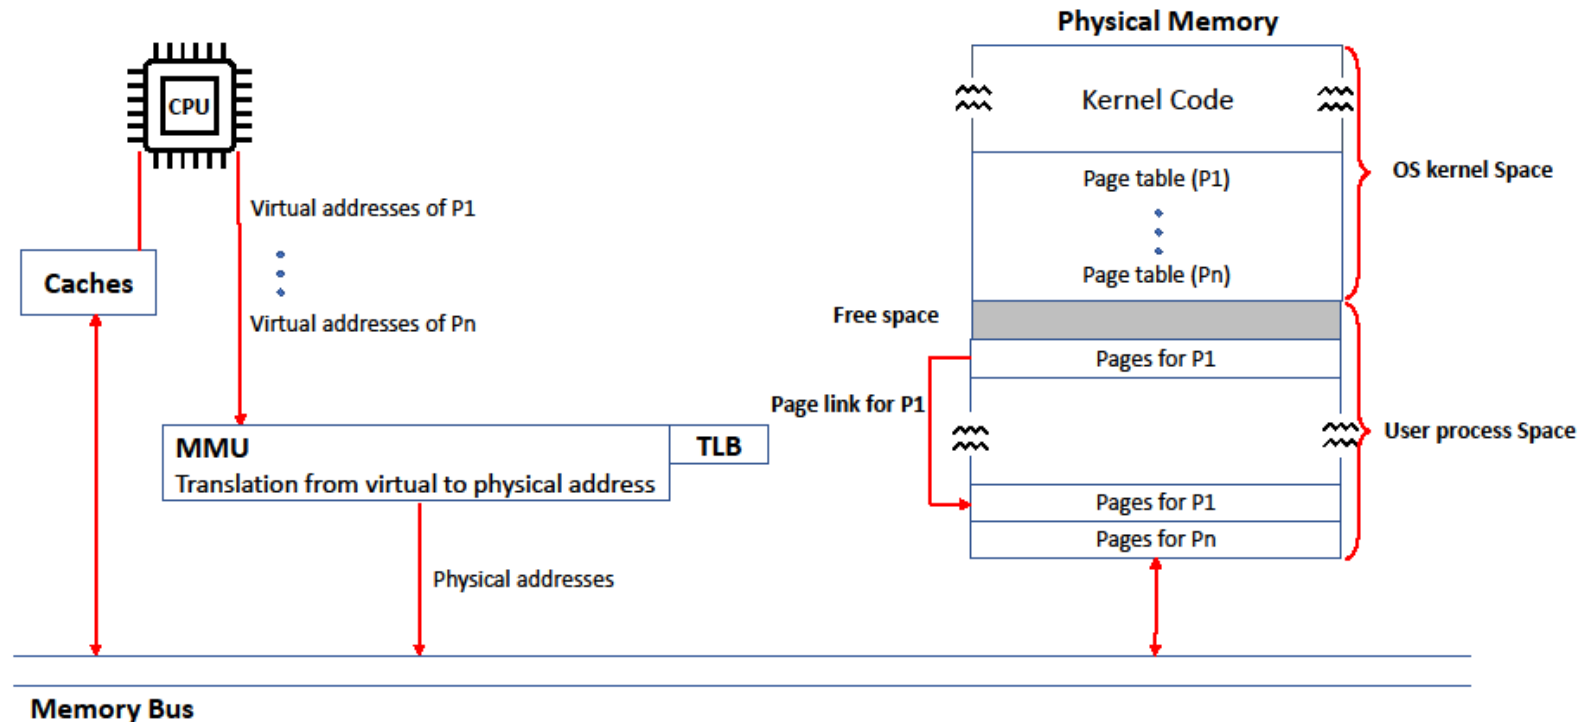 Physical Memory
CPU
Kernel Code
OS kernel Space
Page table (P1)
Virtual addresses of P1
Caches
Page table (Pn)
Virtual addresses of Pn
Free space
Pages for P1
Page link for P1
User process Space
MMU
TLB
Translation from virtual to physical address
Pages for P1
Pages for Pn
Physical addresses
Memory Bus